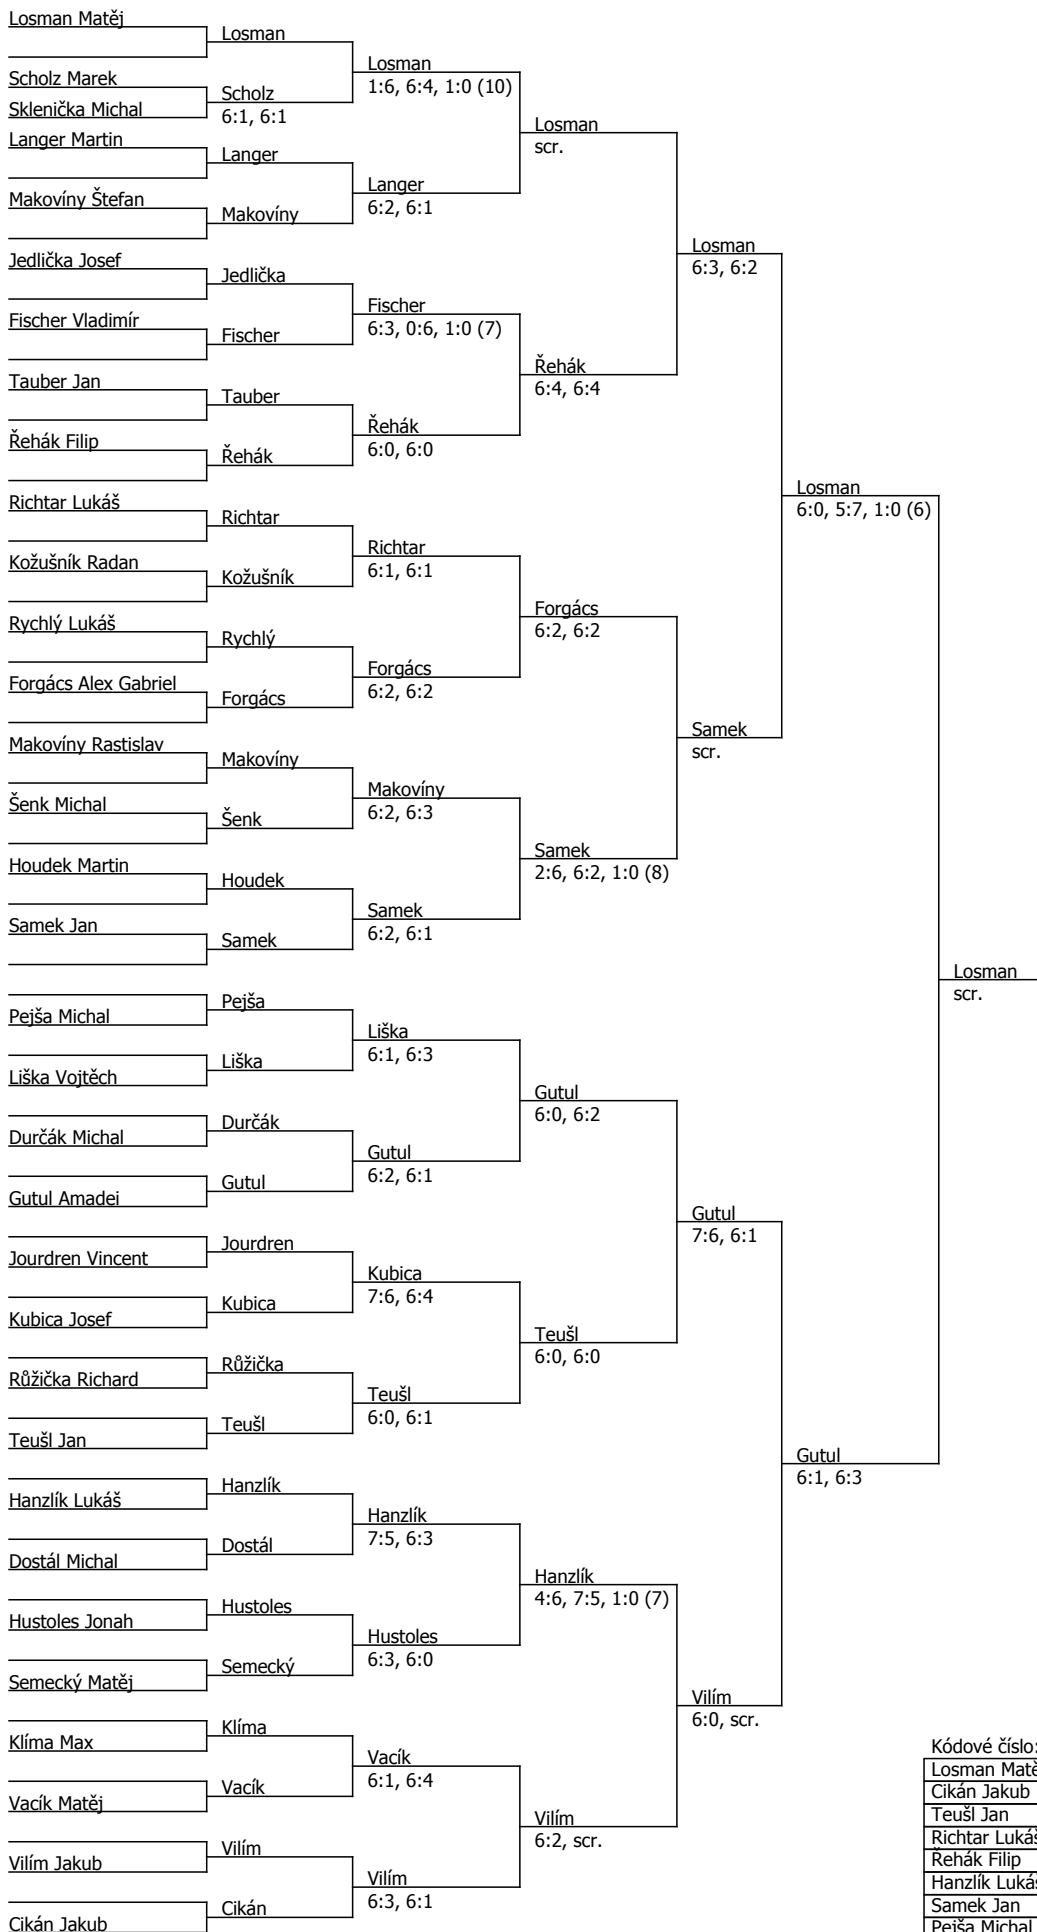 Losman Matěj
Scholz Marek
Sklenička Michal
Langer Martin
Makovíny Štefan
Jedlička Josef
Fischer Vladimír
Tauber Jan
Řehák Filip
Richtar Lukáš
Kožušník Radan
Rychlý Lukáš
Forgács Alex Gabriel
Makovíny Rastislav
Šenk Michal
Houdek Martin
Samek Jan
Pejša Michal
Liška Vojtěch
Durčák Michal
Gutul Amadei
Jourdren Vincent
Kubica Josef
Růžička Richard
Teušl Jan
Hanzlík Lukáš
Dostál Michal
Hustoles Jonah
Semecký Matěj
Klíma Max
Vacík Matěj
Vilím Jakub
Cikán Jakub
Losman
Scholz
6:1, 6:1
Langer
Makovíny
Jedlička
Fischer
Tauber
Řehák
Richtar
Kožušník
Rychlý
Forgács
Makovíny
Šenk
Houdek
Samek
Pejša
Liška
Durčák
Gutul
Jourdren
Kubica
Růžička
Teušl
Hanzlík
Dostál
Hustoles
Semecký
Klíma
Vacík
Vilím
Cikán
Losman
1:6, 6:4, 1:0 (10)
Langer
6:2, 6:1
Fischer
6:3, 0:6, 1:0 (7)
Řehák
6:0, 6:0
Richtar
6:1, 6:1
Forgács
6:2, 6:2
Makovíny
6:2, 6:3
Samek
6:2, 6:1
Liška
6:1, 6:3
Gutul
6:2, 6:1
Kubica
7:6, 6:4
Teušl
6:0, 6:1
Hanzlík
7:5, 6:3
Hustoles
6:3, 6:0
Vacík
6:1, 6:4
Vilím
6:3, 6:1
Losman
scr.
Řehák
6:4, 6:4
Forgács
6:2, 6:2
Samek
2:6, 6:2, 1:0 (8)
Gutul
6:0, 6:2
Teušl
6:0, 6:0
Hanzlík
4:6, 7:5, 1:0 (7)
Vilím
6:2, scr.
Losman
6:3, 6:2
Samek
scr.
Gutul
7:6, 6:1
Vilím
6:0, scr.
Losman
6:0, 5:7, 1:0 (6)
Gutul
6:1, 6:3
Losman
scr.
Kódové číslo:
Losman Matě
Cikán Jakub
Teušl Jan
Richtar Lukáš
Řehák Filip
Hanzlík Lukáš
Samek Jan
Pejša Michal